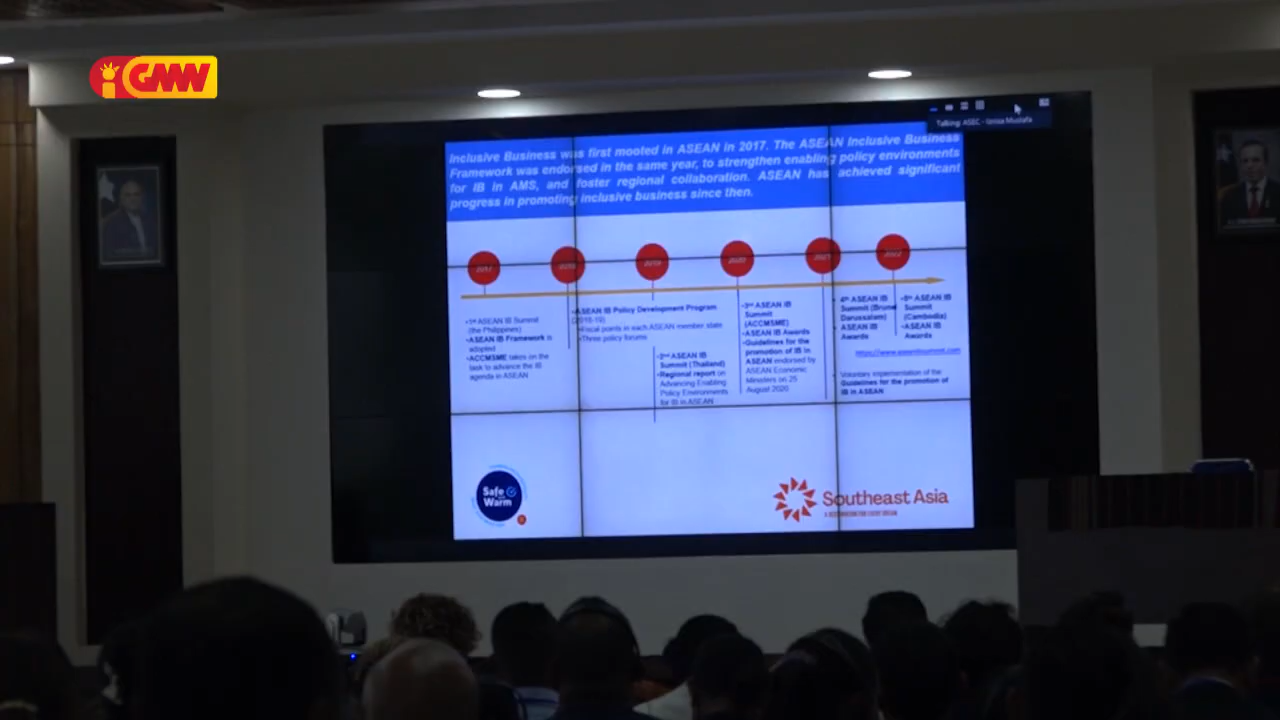 GMW
Talking: ASEC -
Inclusive Business was first mooted in ASEAN in 2017. The ASEAN Inclusive Business
Framework was endorsed in the same year, to strengthen enabling policy environments
for IB in AMS, and foster regional collaboration. ASEAN has achieved significant
progress in promoting inclusive business since then.
2017
2018
2019
2020
2021
2022
•1st ASEAN IB Summit
(the Philippines)
•ASEAN IB Framework is
adopted
•ACCMSME takes on the
task to advance the IB
agenda in ASEAN
•ASEAN IB Policy Development Program
(2018-19)
•Focal points in each ASEAN member state
•Three policy forums
•2nd ASEAN IB
Summit (Thailand)
•Regional report on
Advancing Enabling
Policy Environments
for IB in ASEAN
•3rd ASEAN IB
Summit
(ACCMSME)
•ASEAN IB Awards
•Guidelines for the
promotion of IB in
ASEAN endorsed by
ASEAN Economic
Ministers on 25
August 2020
4th ASEAN IB
Summit (Brunei
Darussalam)
ASEAN IB
Awards
•5th ASEAN IB
Summit
(Cambodia)
•ASEAN IB
Awards
Voluntary implementation of the
Guidelines for the promotion
of IB in ASEAN
Safe
Warm
Southeast Asia
A DESTINATION FOR EVERY DREAM